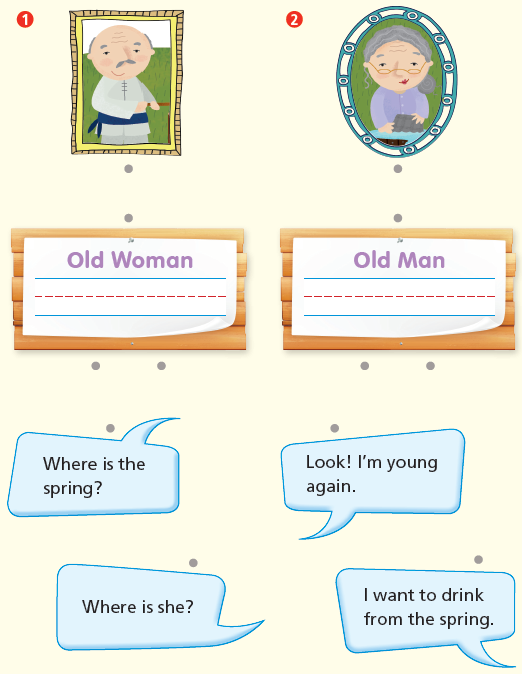 1
2
Old Woman
Old Man
Where is the
spring?
Look! I'm young
again.
Where is she?
I want to drink
from the spring.